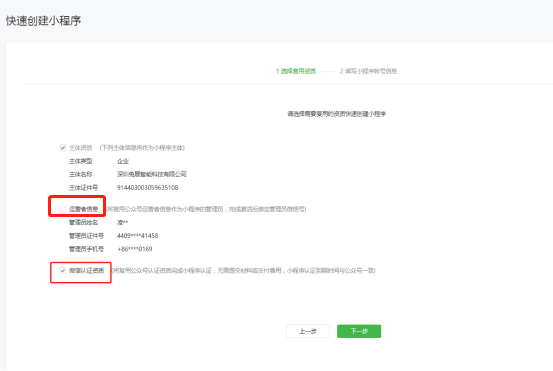 快速创建小程序
1 选择复用资质 2 填写小程序帐号信息
请选择需要复用的资质快速创建小程序
主体资质 (下列主体信息将作为小程序主体)
主体类型 企业
主体名称 深圳兔展智能科技有限公司
主体证件号 914403003059635108
运营者信息 (将复用公众号运营者信息作为小程序的管理员，完成激活后绑定管理员微信号)
管理员姓名 凌**
管理员证件号 4409****41458
管理员手机号 +86****0169
微信认证资质 (将复用公众号认证资质完成小程序认证，无需提交材料或支付费用，小程序认证到期时间与公众号一致)
上一步 下一步